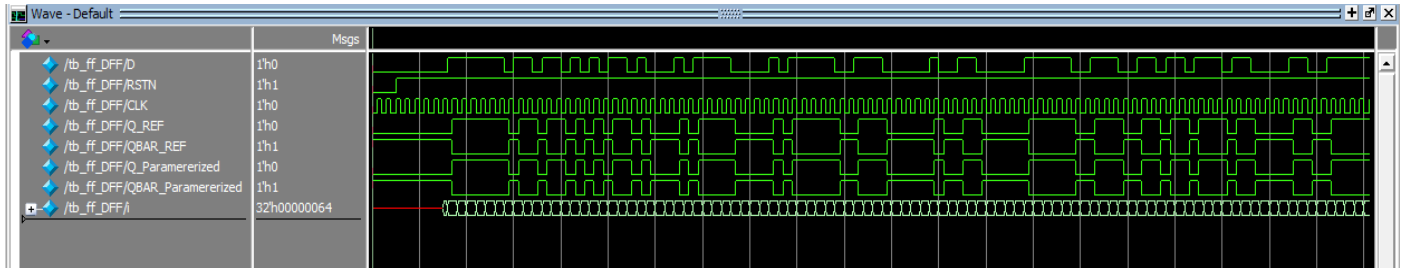 Wave - Default
Msgs
/tb_ff_DFF/D 1'h0
/tb_ff_DFF/RSTN 1'h1
/tb_ff_DFF/CLK 1'h0
/tb_ff_DFF/Q_REF 1'h0
/tb_ff_DFF/QBAR_REF 1'h1
/tb_ff_DFF/Q_Paramererized 1'h0
/tb_ff_DFF/QBAR_Paramererized 1'h1
/tb_ff_DFF/i 32'h00000064